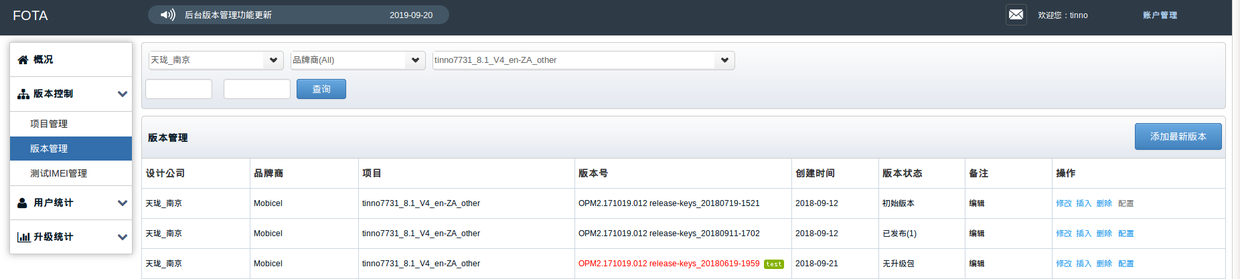 FOTA 后台版本管理功能更新 2019-09-20 欢迎您：tinno 账户管理
概况
版本控制
项目管理
版本管理
测试IMEI管理
用户统计
升级统计
天珑_南京 品牌商(All) tinno7731_8.1_V4_en-ZA_other
查询
版本管理 添加最新版本
设计公司 品牌商 项目 版本号 创建时间 版本状态 备注 操作
天珑_南京 Mobicel tinno7731_8.1_V4_en-ZA_other OPM2.171019.012 release-keys_20180719-1521 2018-09-12 初始版本 编辑 修改 插入 删除 配置
天珑_南京 Mobicel tinno7731_8.1_V4_en-ZA_other OPM2.171019.012 release-keys_20180911-1702 2018-09-12 已发布(1) 编辑 修改 插入 删除 配置
天珑_南京 Mobicel tinno7731_8.1_V4_en-ZA_other OPM2.171019.012 release-keys_20180619-1959 test 2018-09-21 无升级包 编辑 修改 插入 删除 配置